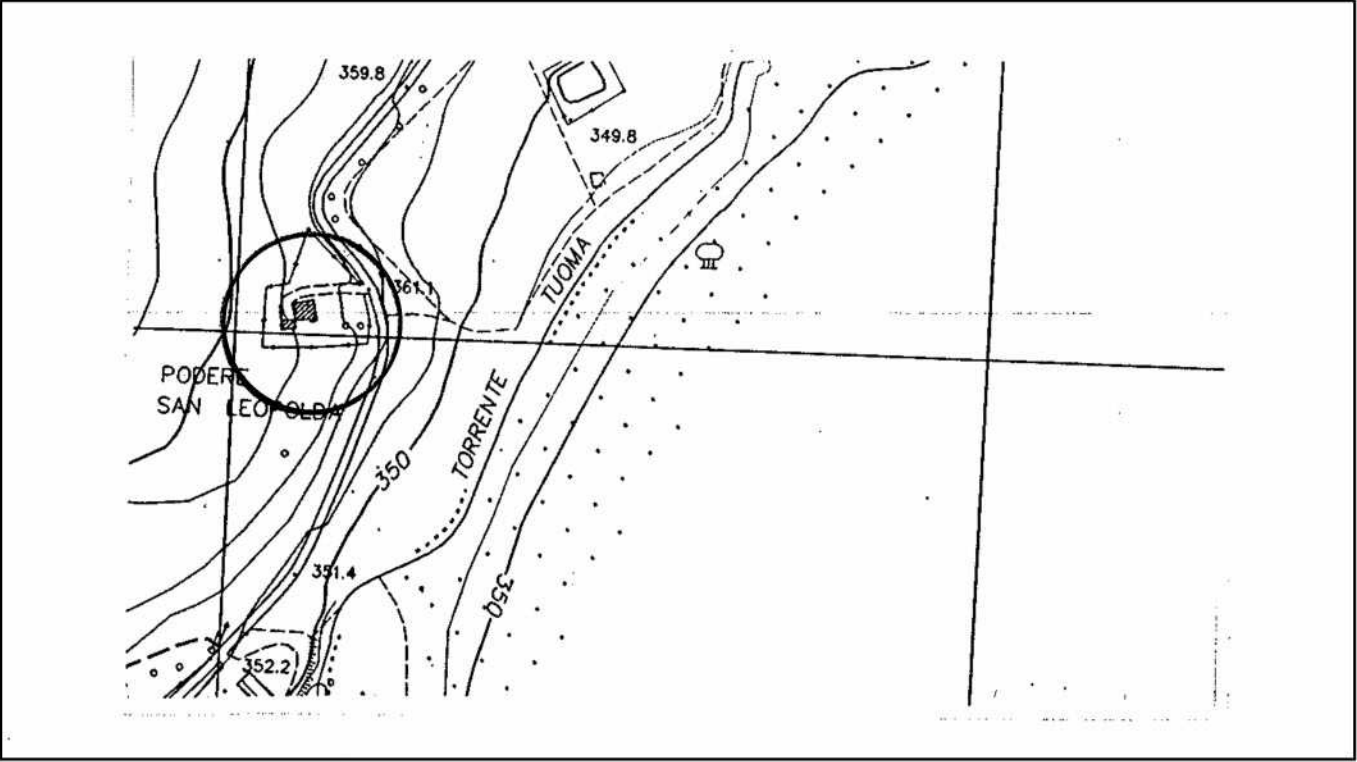 359.8
349.8
361.1
TUOMA
PODERE
SAN LEOPOLDA
TORRENTE
350
351.4
350
352.2